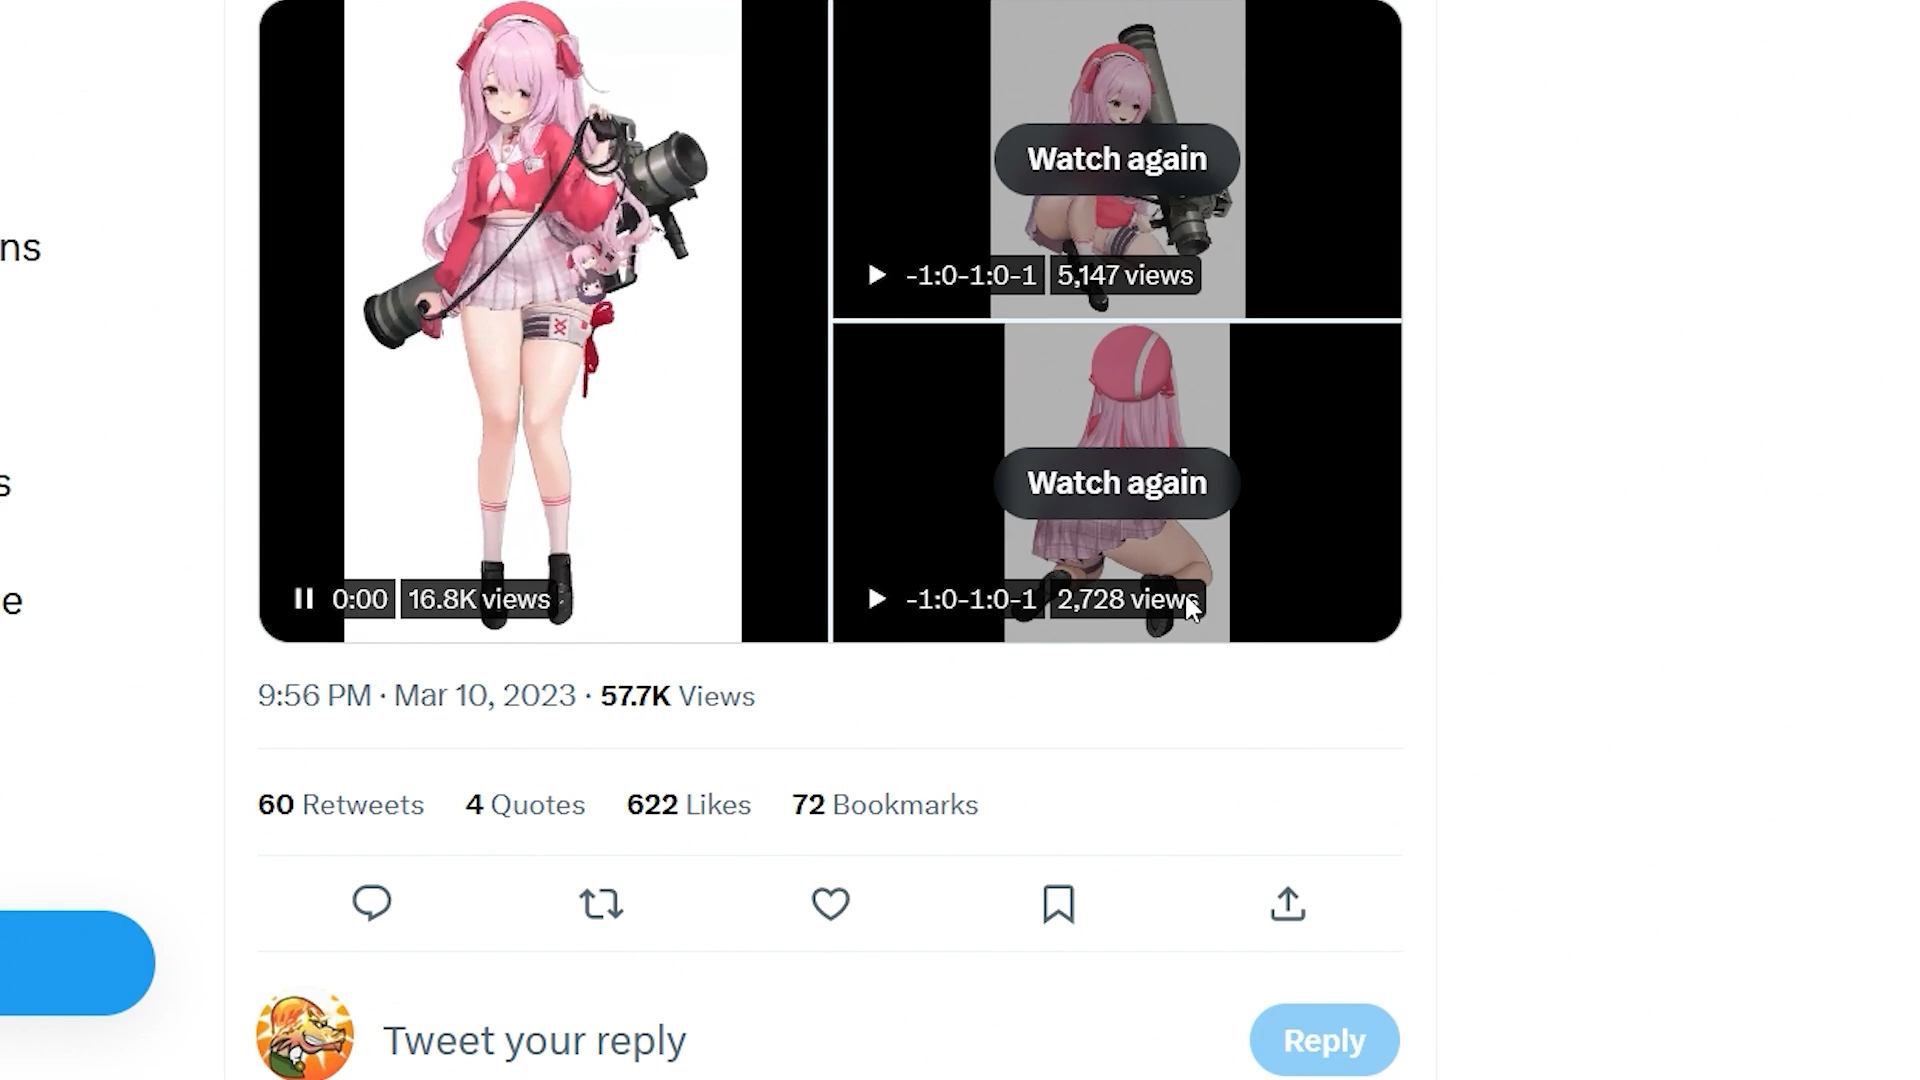 ns
s
e
Watch again
-1:0-1:0-1 5,147 views
Watch again
-1:0-1:0-1 2,728 views
0:00 16.8K views
9:56 PM · Mar 10, 2023 · 57.7K Views
60 Retweets 4 Quotes 622 Likes 72 Bookmarks
Tweet your reply
Reply